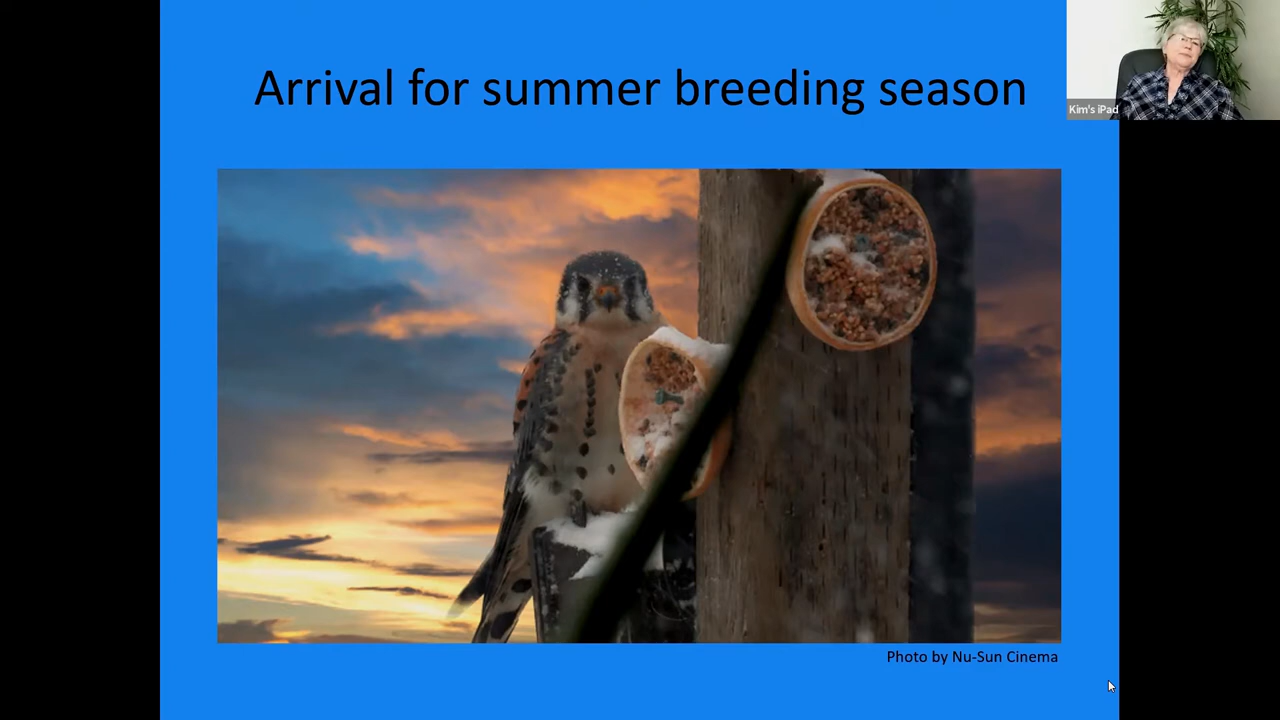 Arrival for summer breeding season
Kim's iPad
Photo by Nu-Sun Cinema